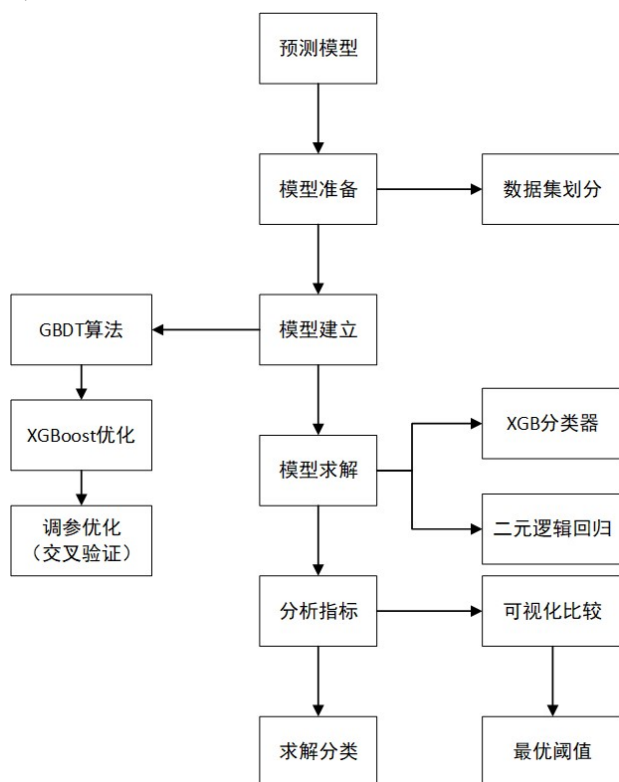 预测模型
模型准备
数据集划分
GBDT算法
模型建立
XGBoost优化
XGB分类器
模型求解
调参优化
（交叉验证）
二元逻辑回归
分析指标
可视化比较
求解分类
最优阈值